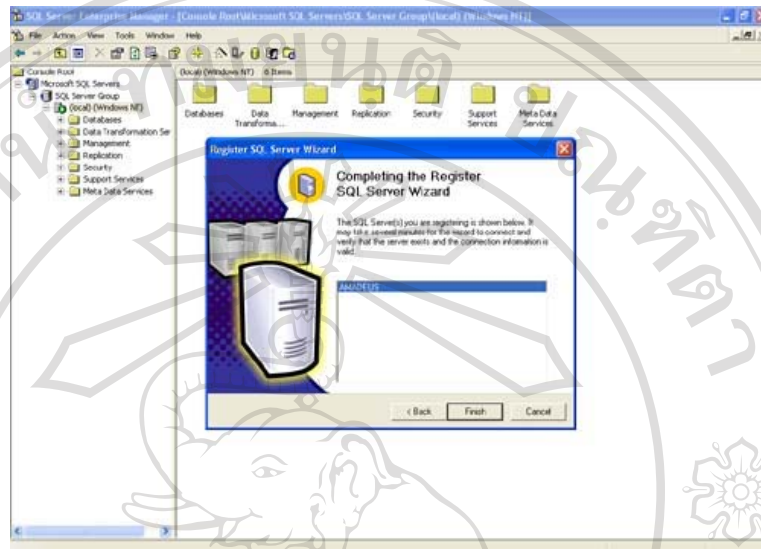 SQL Server Enterprise Manager - [Console Root\Microsoft SQL Servers\SQL Server Group\(local) (Windows NT)]
File Action View Tools Window Help
Console Root
Microsoft SQL Servers
SQL Server Group
(local) (Windows NT)
Databases
Data Transformation Ser
Management
Replication
Security
Support Services
Meta Data Services
(local) (Windows NT) 6 Items
Databases
Data
Transforma...
Management
Replication
Security
Support
Services
Meta Data
Services
Register SQL Server Wizard
Completing the Register
SQL Server Wizard
The SQL Server(s) you are registering is shown below. It
may take several minutes for the wizard to connect and
verify that the server exists and the connection information is
valid.
AMADEUS
< Back Finish Cancel